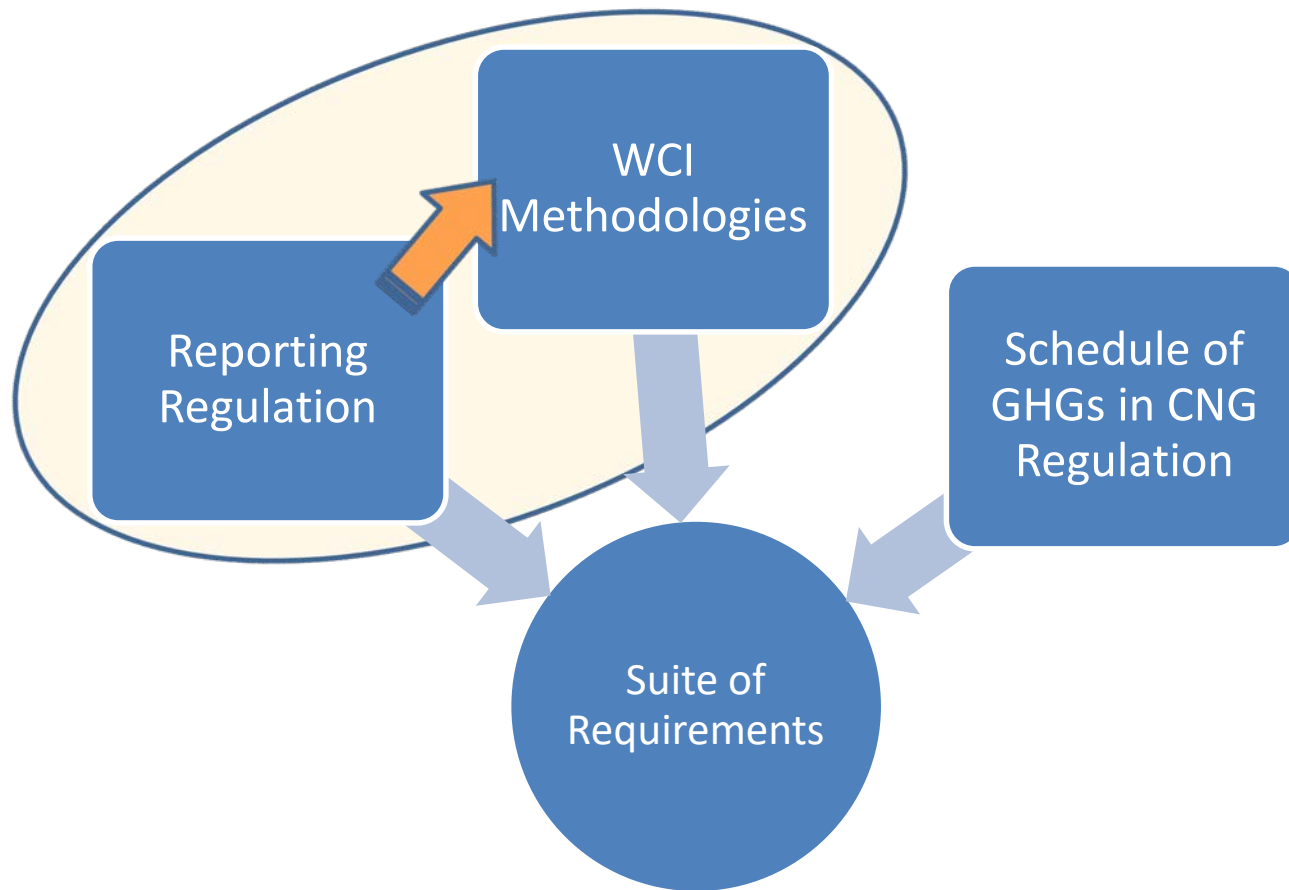 WCI
Methodologies
Reporting
Regulation
Schedule of
GHGs in CNG
Regulation
Suite of
Requirements